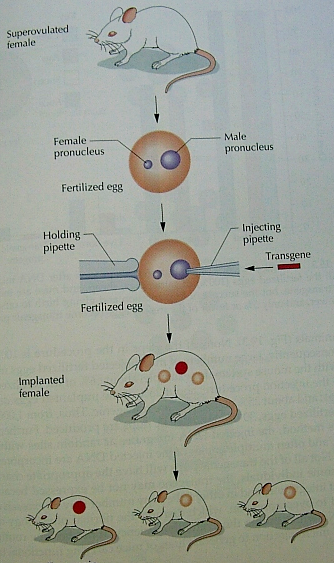 Superovulated
female
Female
pronucleus
Male
pronucleus
Fertilized egg
Holding
pipette
Injecting
pipette
Transgene
Fertilized egg
Implanted
female